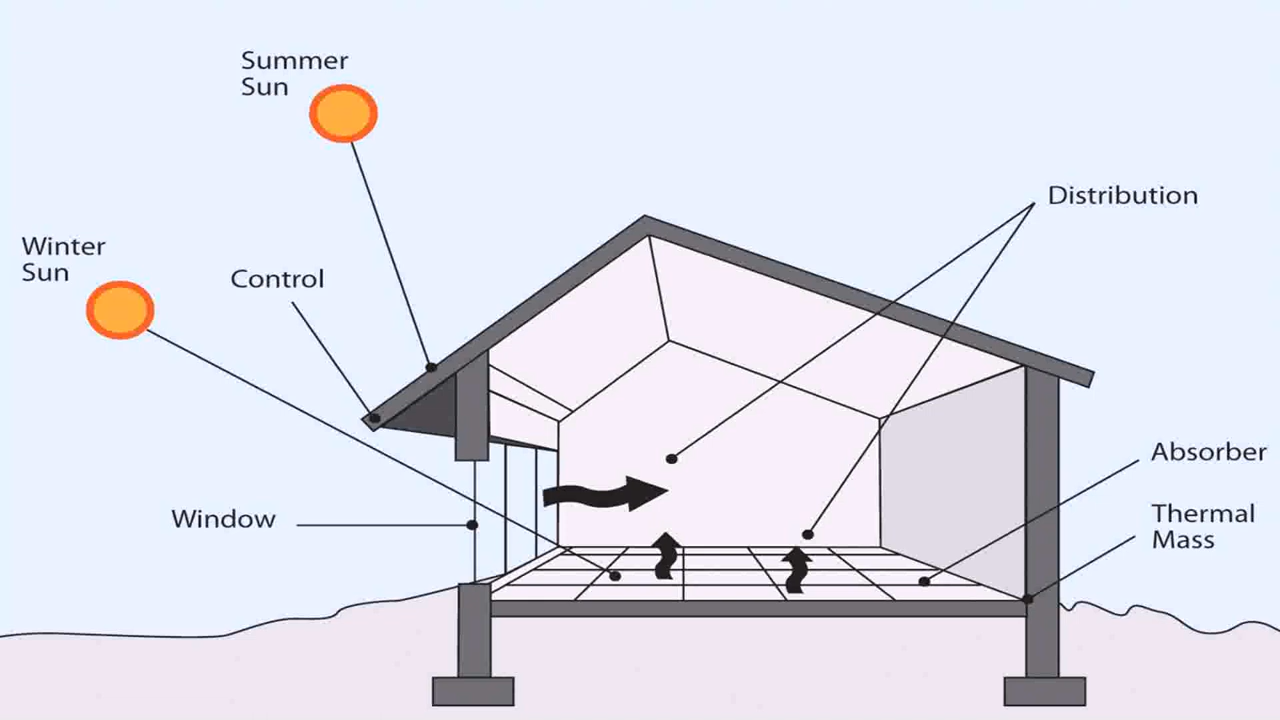 Summer
Sun
Distribution
Winter
Sun
Control
Absorber
Window
Thermal
Mass